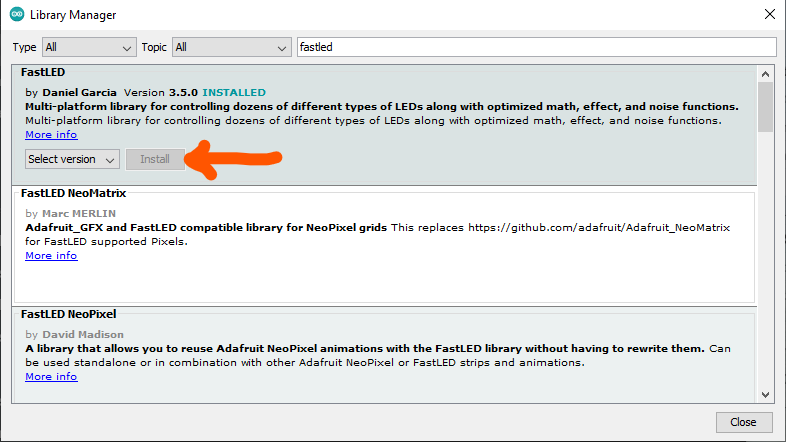 Library Manager
Type All Topic All fastled
FastLED
by Daniel Garcia Version 3.5.0 INSTALLED
Multi-platform library for controlling dozens of different types of LEDs along with optimized math, effect, and noise functions.
Multi-platform library for controlling dozens of different types of LEDs along with optimized math, effect, and noise functions.
More info
Select version Install
FastLED NeoMatrix
by Marc MERLIN
Adafruit_GFX and FastLED compatible library for NeoPixel grids This replaces https://github.com/adafruit/Adafruit_NeoMatrix
for FastLED supported Pixels.
More info
FastLED NeoPixel
by David Madison
A library that allows you to reuse Adafruit NeoPixel animations with the FastLED library without having to rewrite them. Can
be used standalone or in combination with other Adafruit NeoPixel or FastLED strips and animations.
More info
Close